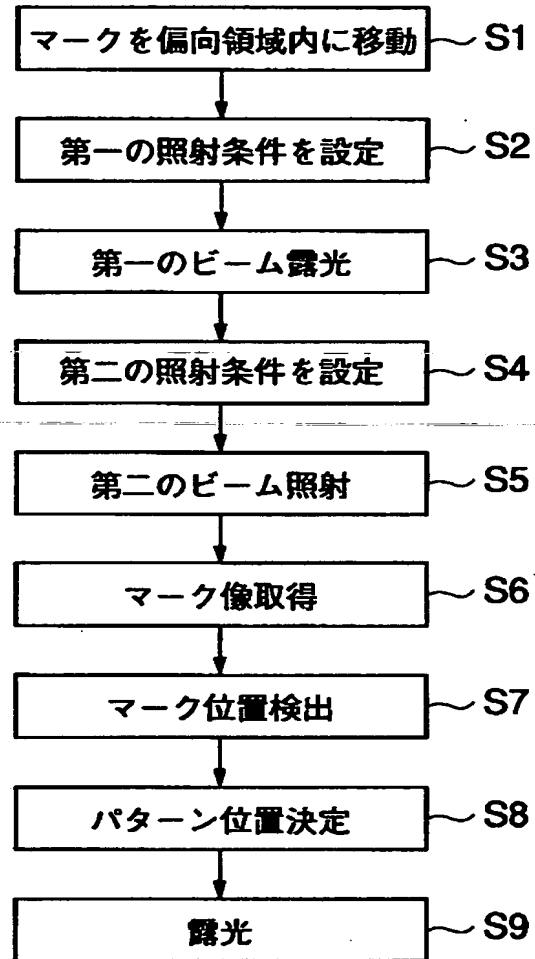 マークを偏向領域内に移動 S1
第一の照射条件を設定 S2
第一のビーム露光 S3
第二の照射条件を設定 S4
第二のビーム照射 S5
マーク像取得 S6
マーク位置検出 S7
パターン位置決定 S8
露光 S9